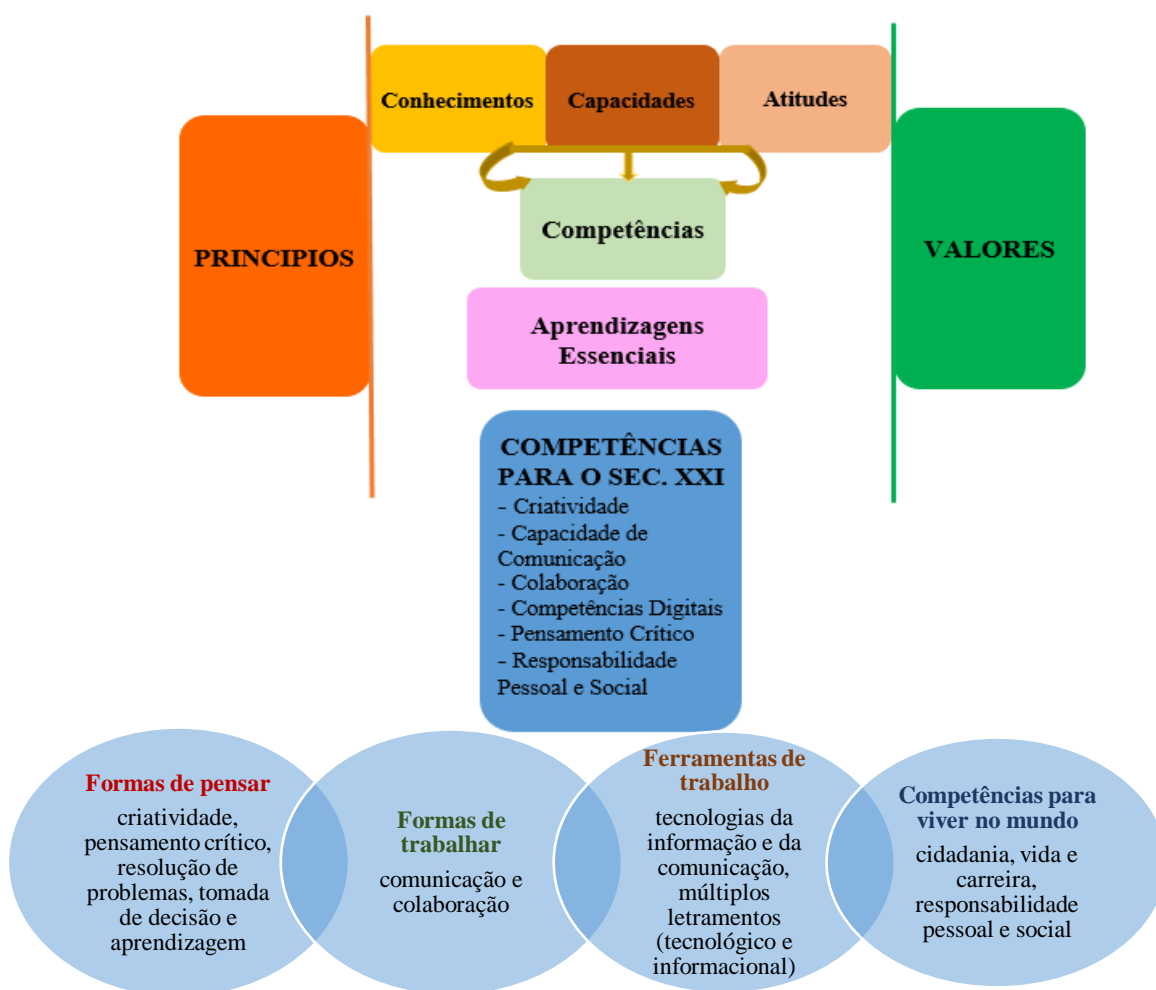 Conhecimentos
Capacidades
Atitudes
PRINCIPIOS
VALORES
Competências
Aprendizagens
Essenciais
COMPETÊNCIAS
PARA O SEC. XXI
- Criatividade
- Capacidade de
Comunicação
- Colaboração
- Competências Digitais
- Pensamento Crítico
- Responsabilidade
Pessoal e Social
Formas de pensar
criatividade,
pensamento crítico,
resolução de
problemas, tomada
de decisão e
aprendizagem
Formas de
trabalhar
comunicação e
colaboração
Ferramentas de
trabalho
tecnologias da
informação e da
comunicação,
múltiplos
letramentos
(tecnológico e
informacional)
Competências para
viver no mundo
cidadania, vida e
carreira,
responsabilidade
pessoal e social